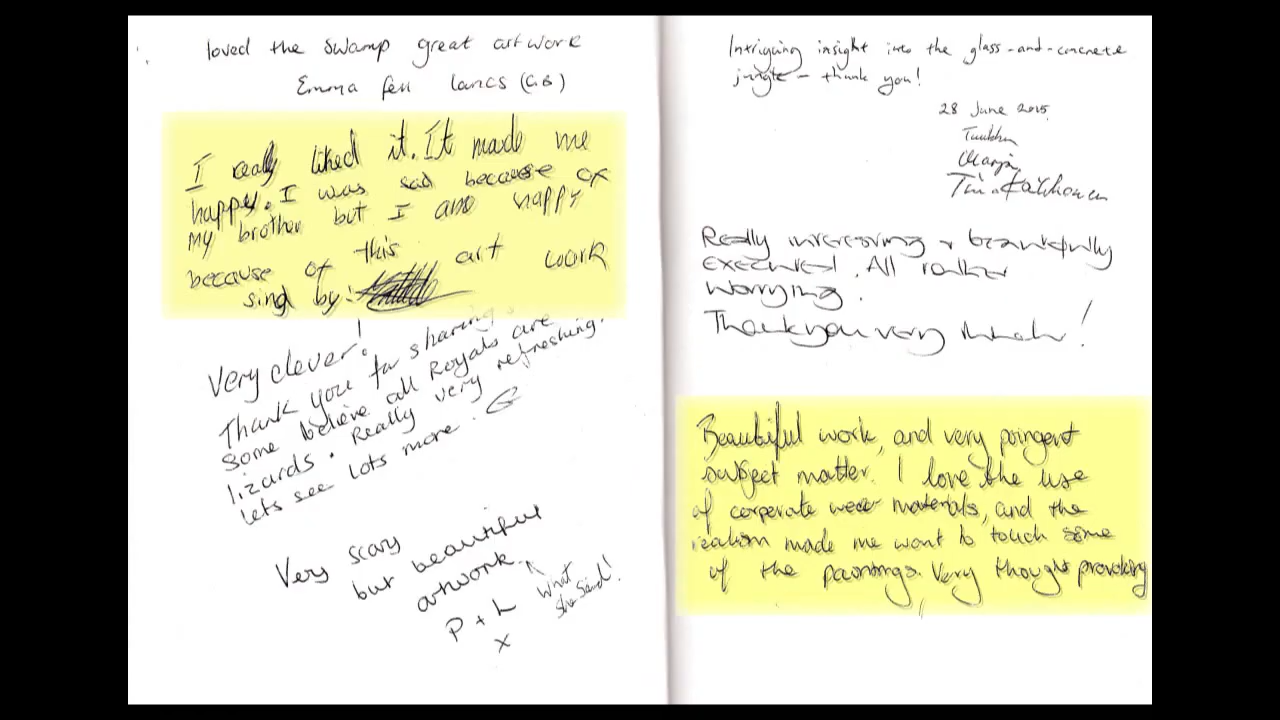 loved the swamp great artwork
Emma fell lancs (GB)
I really liked it. It made me
happy. I was sad because of
my brother but I am happy
because of this art work
sind by:
Very clever!
Thank you for sharing.
Some believe all Royals are
lizards. Really very refreshing.
lets see lots more. G
Very scary
but beautiful
artwork.
P + L
x
what
she said!
Intriguing insight into the glass-and-concrete
jungle – thank you!
28 June 2015
Really interesting + beautifully
executed. All rather
worrying.
Thank you very much!
Beautiful work, and very poingent
subject matter. I love the use
of corperate materials, and the
realism made me want to touch some
of the paintings. Very thought provoking